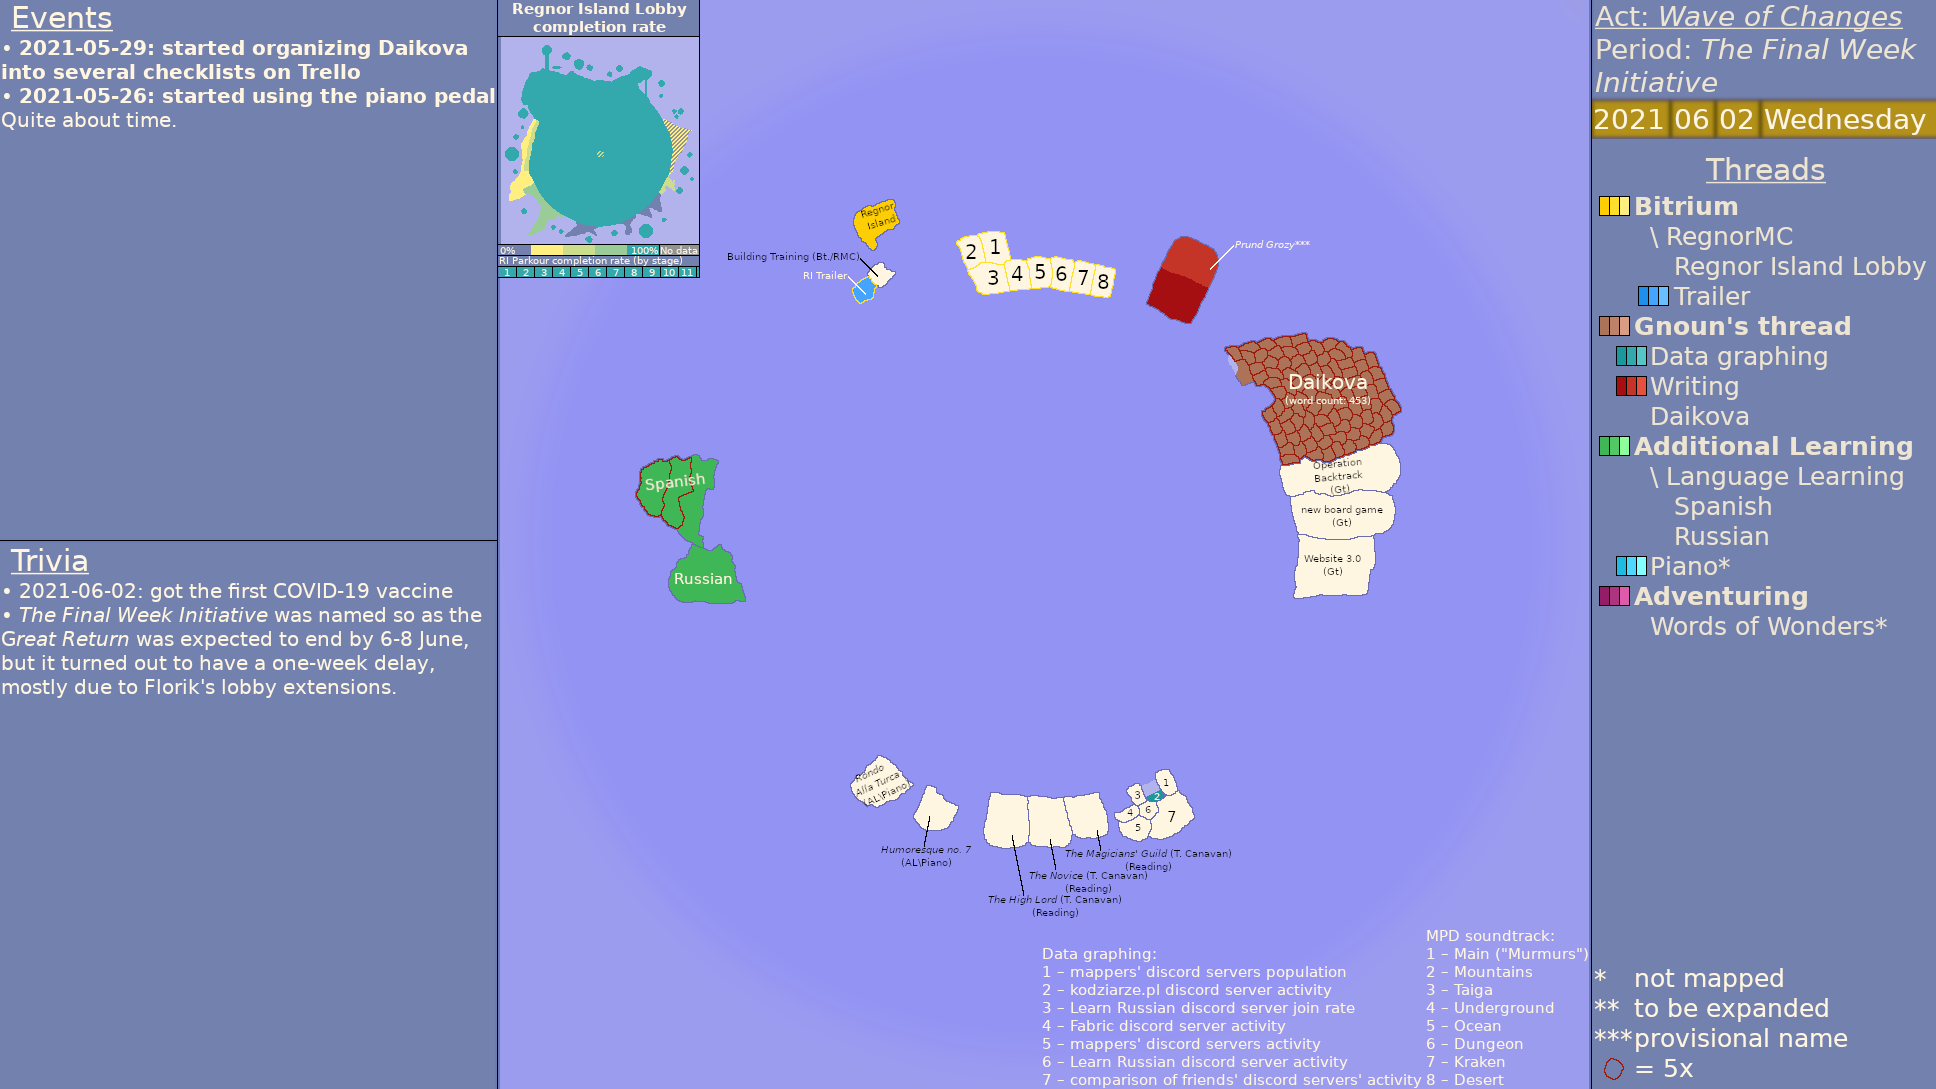 Events
• 2021-05-29: started organizing Daikova
into several checklists on Trello
• 2021-05-26: started using the piano pedal
Quite about time.
Trivia
• 2021-06-02: got the first COVID-19 vaccine
• The Final Week Initiative was named so as the
Great Return was expected to end by 6-8 June,
but it turned out to have a one-week delay,
mostly due to Florik's lobby extensions.
Regnor Island Lobby
completion rate
0% 100% No data
RI Parkour completion rate (by stage)
1 2 3 4 5 6 7 8 9 10 11
Regnor
Island
Building Training (Bt./RMC)
RI Trailer
2 1
3 4 5 6 7 8
Prund Grozy***
Daikova
(word count: 453)
Operation
Backtrack
(Gt)
new board game
(Gt)
Website 3.0
(Gt)
Spanish
Russian
Rondo
Alla Turca
(AL\Piano)
Humoresque no. 7
(AL\Piano)
1
3 2
4 6 7
5
The Magicians' Guild (T. Canavan)
(Reading)
The Novice (T. Canavan)
(Reading)
The High Lord (T. Canavan)
(Reading)
Data graphing:
1 – mappers' discord servers population
2 – kodziarze.pl discord server activity
3 – Learn Russian discord server join rate
4 – Fabric discord server activity
5 – mappers' discord servers activity
6 – Learn Russian discord server activity
7 – comparison of friends' discord servers' activity
MPD soundtrack:
1 – Main ("Murmurs")
2 – Mountains
3 – Taiga
4 – Underground
5 – Ocean
6 – Dungeon
7 – Kraken
8 – Desert
Act: Wave of Changes
Period: The Final Week
Initiative
2021 06 02 Wednesday
Threads
Bitrium
\ RegnorMC
Regnor Island Lobby
Trailer
Gnoun's thread
Data graphing
Writing
Daikova
Additional Learning
\ Language Learning
Spanish
Russian
Piano*
Adventuring
Words of Wonders*
* not mapped
** to be expanded
*** provisional name
= 5x